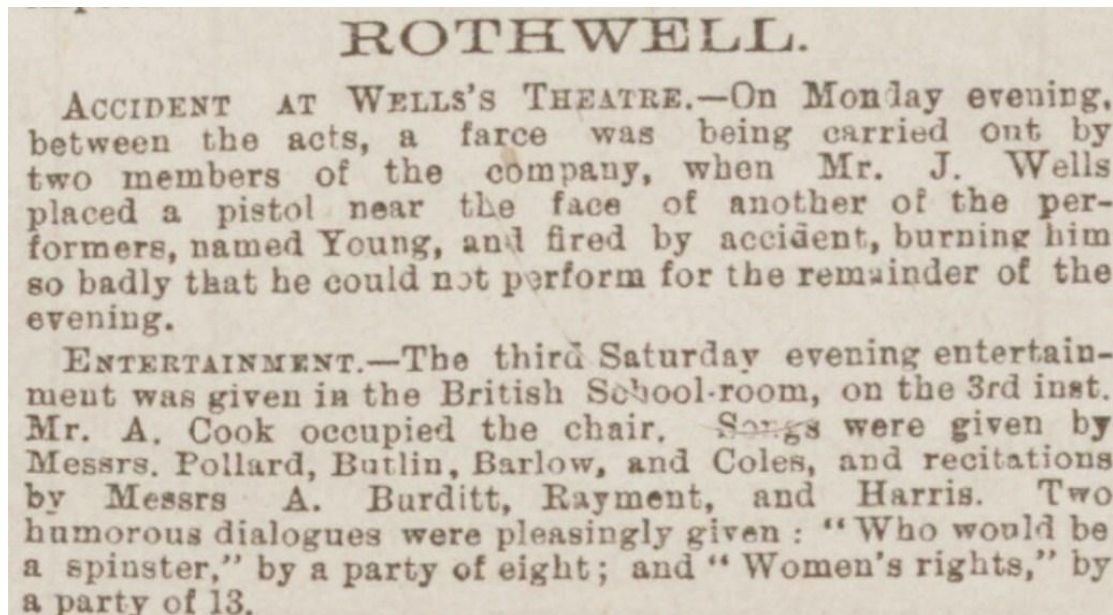 ROTHWELL.
ACCIDENT AT WELLS'S THEATRE.—On Monday evening,
between the acts, a farce was being carried out by
two members of the company, when Mr. J. Wells
placed a pistol near the face of another of the per-
formers, named Young, and fired by accident, burning him
so badly that he could not perform for the remainder of the
evening.
ENTERTAINMENT.—The third Saturday evening entertain-
ment was given in the British School-room, on the 3rd inst.
Mr. A. Cook occupied the chair. Songs were given by
Messrs. Pollard, Butlin, Barlow, and Coles, and recitations
by Messrs A. Burditt, Rayment, and Harris. Two
humorous dialogues were pleasingly given : "Who would be
a spinster," by a party of eight; and "Women's rights," by
a party of 13.